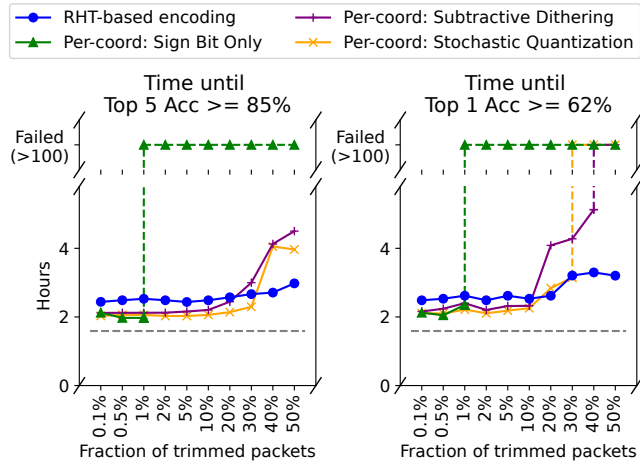 RHT-based encoding
Per-coord: Sign Bit Only
Per-coord: Subtractive Dithering
Per-coord: Stochastic Quantization
Time until
Top 5 Acc >= 85%
Failed
(>100)
Hours
4
2
0
0.1%
0.5%
1%
2%
5%
10%
20%
30%
40%
50%
Fraction of trimmed packets
Time until
Top 1 Acc >= 62%
Failed
(>100)
4
2
0
0.1%
0.5%
1%
2%
5%
10%
20%
30%
40%
50%
Fraction of trimmed packets